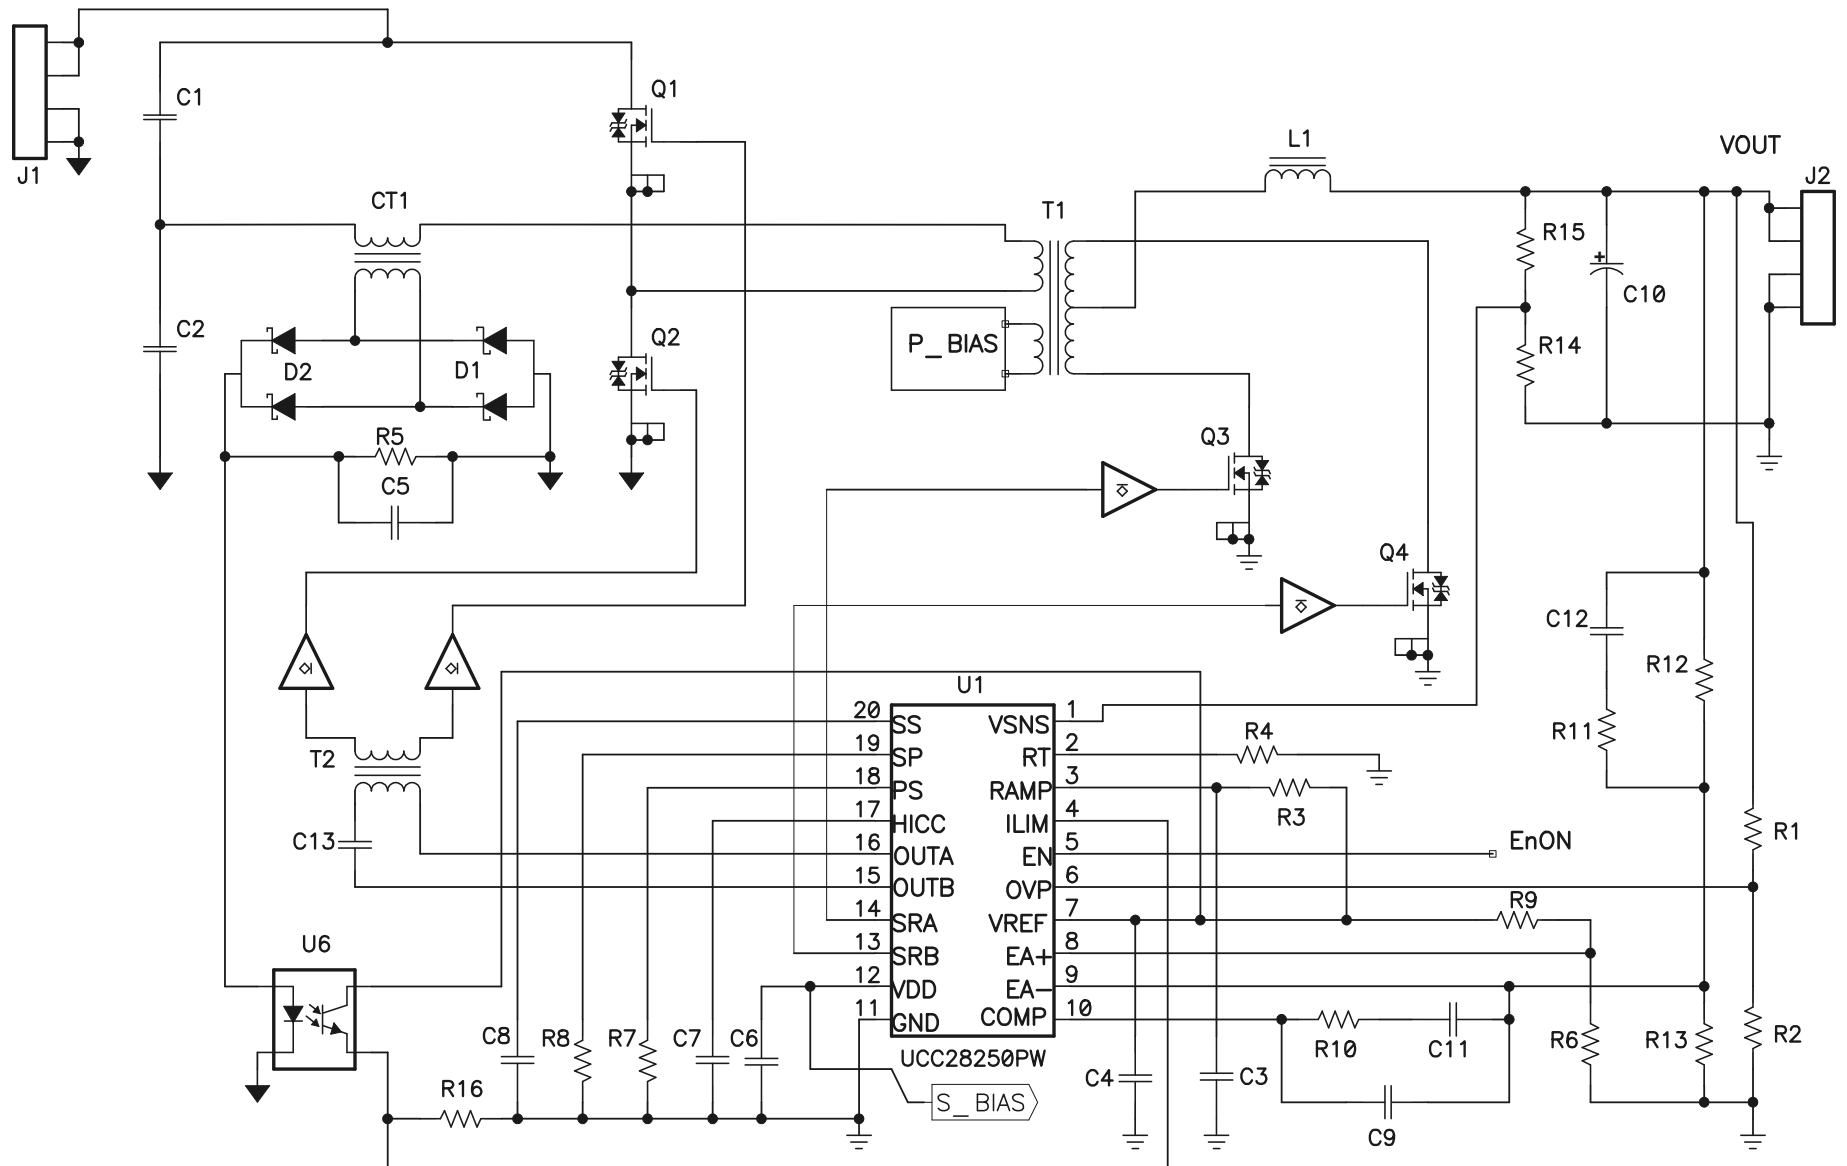 Q1
C1
VOUT
L1
J1
J2
CT1
T1
R15
C10
C2
Q2
P_BIAS
R14
D2
D1
R5
Q3
C5
Q4
C12
R12
U1
R11
R4
T2
R3
C13
20 SS
19 SP
18 PS
17 HICC
16 OUTA
15 OUTB
14 SRA
13 SRB
12 VDD
11 GND
VSNS 1
RT 2
RAMP 3
ILIM 4
EN 5
OVP 6
VREF 7
EA+ 8
EA− 9
COMP 10
UCC28250PW
EnON
R1
R9
U6
C8
R8
R7
C7
C6
R10
C11
R6
R13
R2
C4
C3
R16
S_BIAS
C9
+